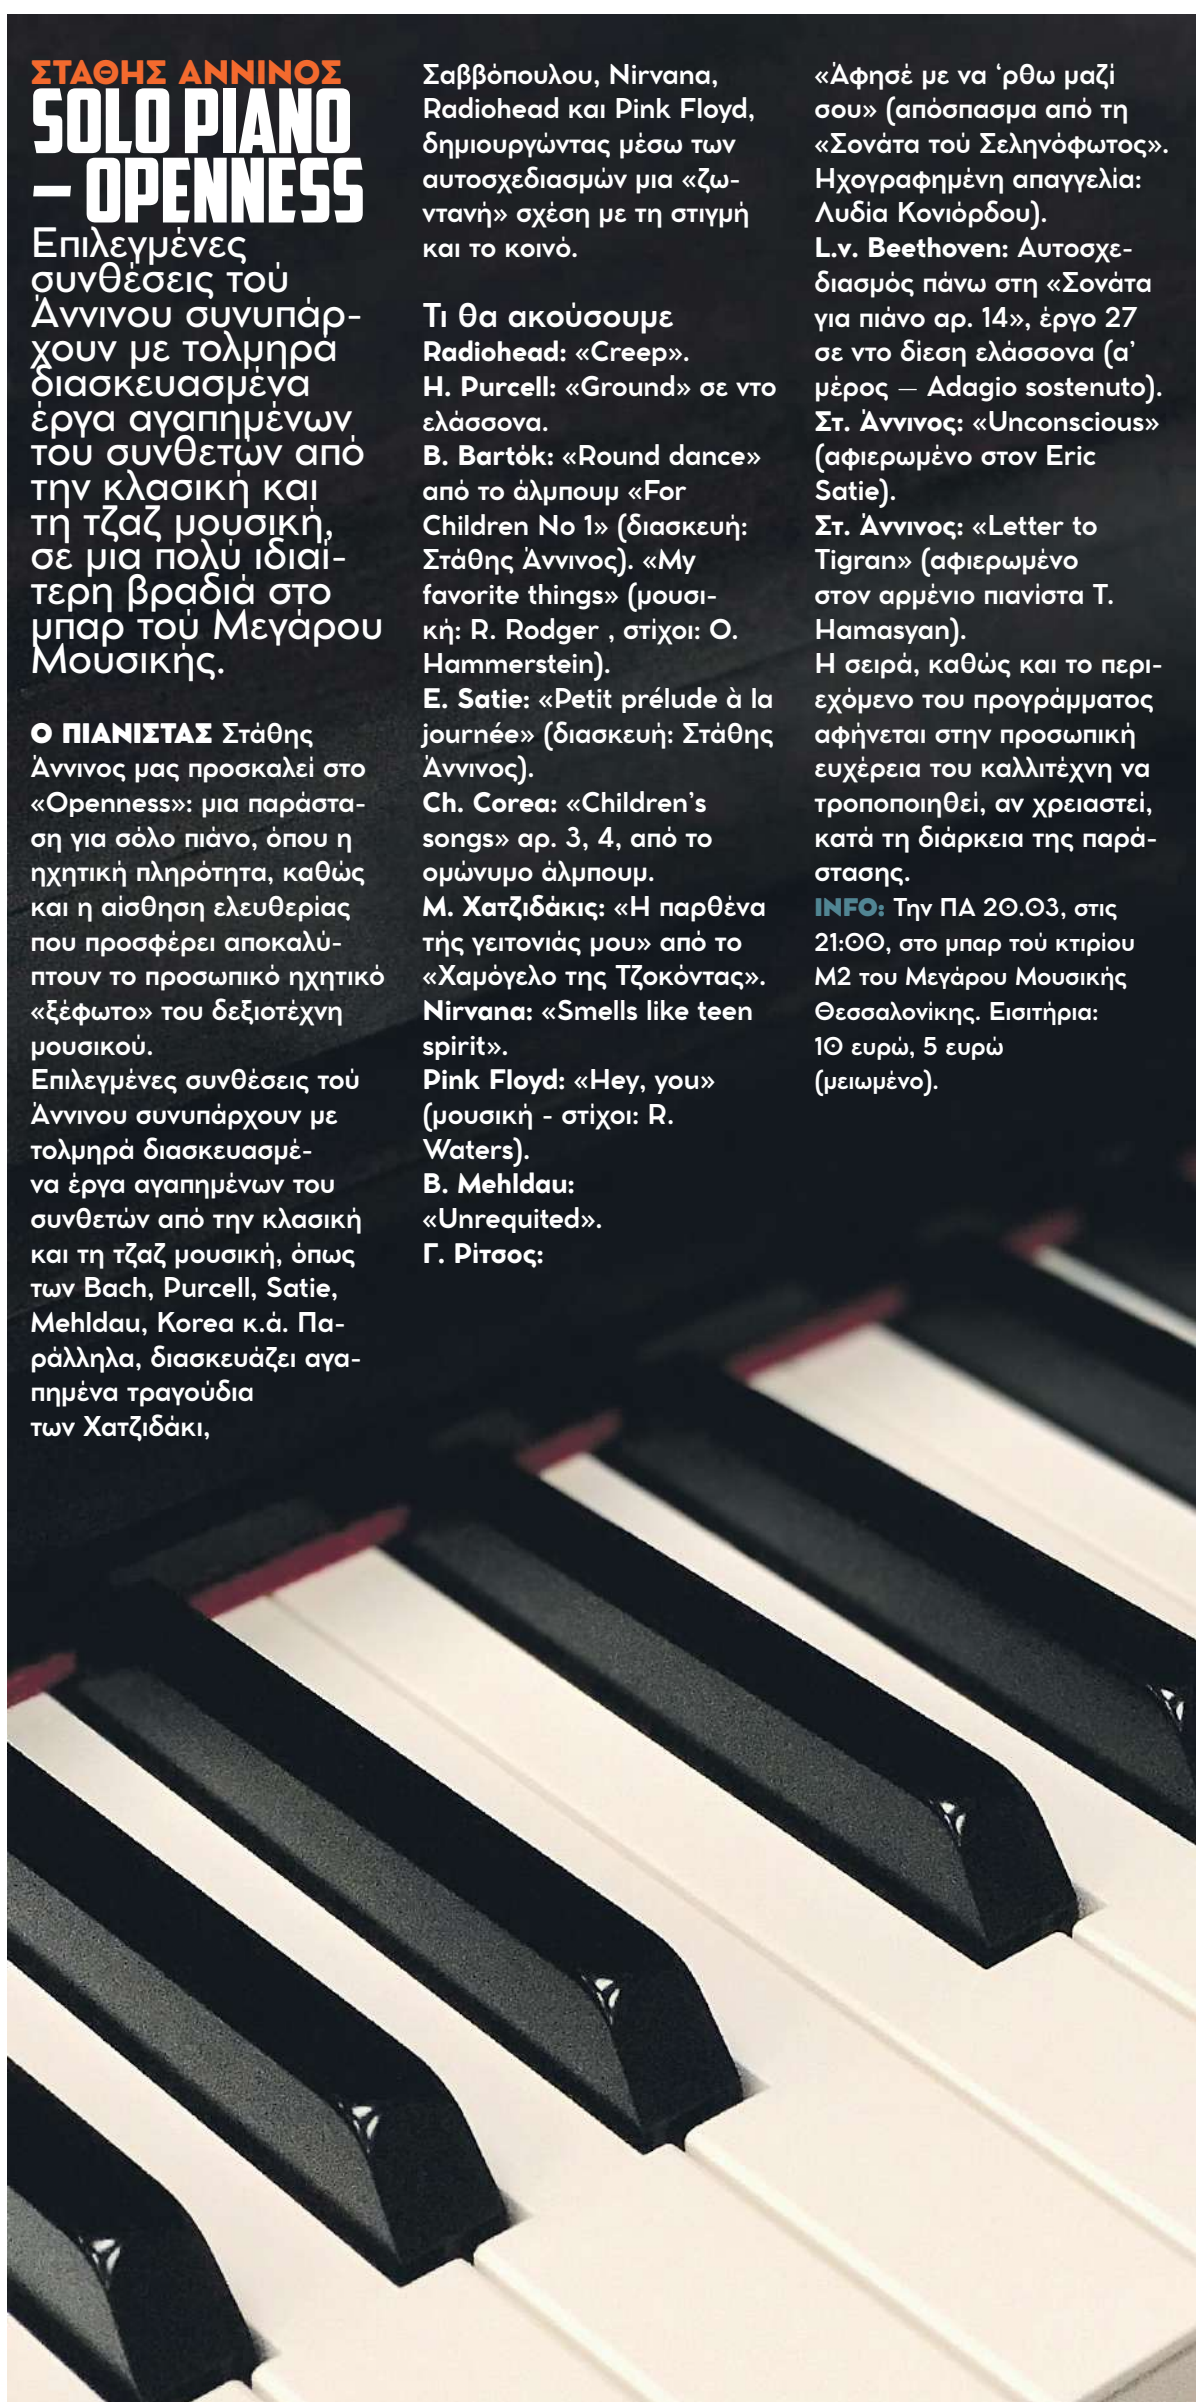 ΣΤΑΘΗΣ ΑΝΝΙΝΟΣ
SOLO PIANO
– OPENNESS
Επιλεγμένες
συνθέσεις τού
Άννινου συνυπάρ-
χουν με τολμηρά
διασκευασμένα
έργα αγαπημένων
του συνθετών από
την κλασική και
τη τζαζ μουσική,
σε μια πολύ ιδιαί-
τερη βραδιά στο
μπαρ τού Μεγάρου
Μουσικής.
Ο ΠΙΑΝΙΣΤΑΣ Στάθης
Άννινος μας προσκαλεί στο
«Openness»: μια παράστα-
ση για σόλο πιάνο, όπου η
ηχητική πληρότητα, καθώς
και η αίσθηση ελευθερίας
που προσφέρει αποκαλύ-
πτουν το προσωπικό ηχητικό
«ξέφωτο» του δεξιοτέχνη
μουσικού.
Επιλεγμένες συνθέσεις τού
Άννινου συνυπάρχουν με
τολμηρά διασκευασμέ-
να έργα αγαπημένων του
συνθετών από την κλασική
και τη τζαζ μουσική, όπως
των Bach, Purcell, Satie,
Mehldau, Korea κ.ά. Πα-
ράλληλα, διασκευάζει αγα-
πημένα τραγούδια
των Χατζιδάκι,
Σαββόπουλου, Nirvana,
Radiohead και Pink Floyd,
δημιουργώντας μέσω των
αυτοσχεδιασμών μια «ζω-
ντανή» σχέση με τη στιγμή
και το κοινό.
Τι θα ακούσουμε
Radiohead: «Creep».
H. Purcell: «Ground» σε ντο
ελάσσονα.
B. Bartók: «Round dance»
από το άλμπουμ «For
Children No 1» (διασκευή:
Στάθης Άννινος). «My
favorite things» (μουσι-
κή: R. Rodger , στίχοι: O.
Hammerstein).
E. Satie: «Petit prélude à la
journée» (διασκευή: Στάθης
Άννινος).
Ch. Corea: «Children’s
songs» αρ. 3, 4, από το
ομώνυμο άλμπουμ.
Μ. Χατζιδάκις: «Η παρθένα
τής γειτονιάς μου» από το
«Χαμόγελο της Τζοκόντας».
Nirvana: «Smells like teen
spirit».
Pink Floyd: «Hey, you»
(μουσική - στίχοι: R.
Waters).
B. Mehldau:
«Unrequited».
Γ. Ρίτσος:
«Άφησέ με να ‘ρθω μαζί
σου» (απόσπασμα από τη
«Σονάτα τού Σεληνόφωτος».
Ηχογραφημένη απαγγελία:
Λυδία Κονιόρδου).
L.v. Beethoven: Αυτοσχε-
διασμός πάνω στη «Σονάτα
για πιάνο αρ. 14», έργο 27
σε ντο δίεση ελάσσονα (α’
μέρος – Adagio sostenuto).
Στ. Άννινος: «Unconscious»
(αφιερωμένο στον Eric
Satie).
Στ. Άννινος: «Letter to
Tigran» (αφιερωμένο
στον αρμένιο πιανίστα T.
Hamasyan).
Η σειρά, καθώς και το περι-
εχόμενο του προγράμματος
αφήνεται στην προσωπική
ευχέρεια του καλλιτέχνη να
τροποποιηθεί, αν χρειαστεί,
κατά τη διάρκεια της παρά-
στασης.
INFO: Την ΠΑ 20.03, στις
21:00, στο μπαρ τού κτιρίου
Μ2 του Μεγάρου Μουσικής
Θεσσαλονίκης. Εισιτήρια:
10 ευρώ, 5 ευρώ
(μειωμένο).